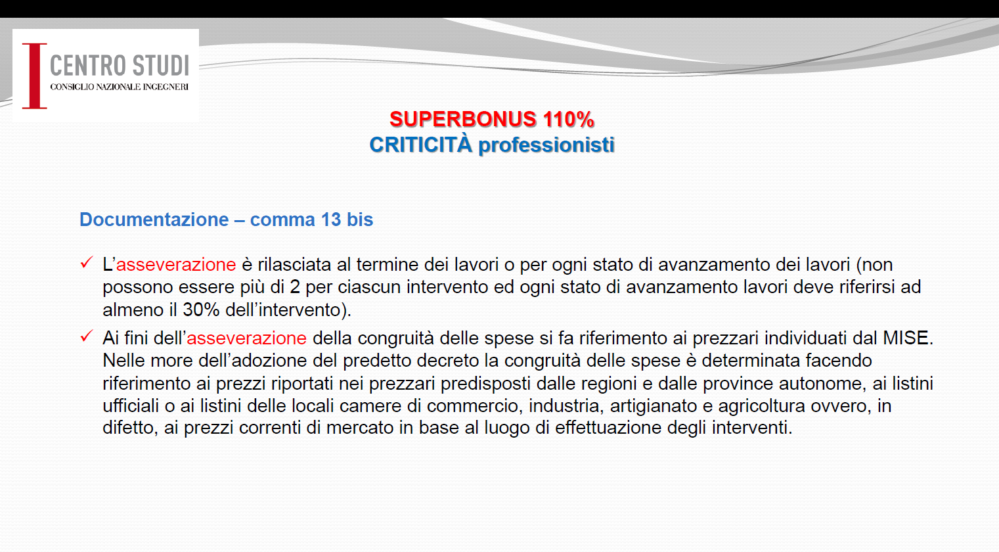 CENTRO STUDI
CONSIGLIO NAZIONALE INGEGNERI
SUPERBONUS 110%
CRITICITÀ professionisti
Documentazione – comma 13 bis
✓ L’asseverazione è rilasciata al termine dei lavori o per ogni stato di avanzamento dei lavori (non
possono essere più di 2 per ciascun intervento ed ogni stato di avanzamento lavori deve riferirsi ad
almeno il 30% dell’intervento).
✓ Ai fini dell’asseverazione della congruità delle spese si fa riferimento ai prezzari individuati dal MISE.
Nelle more dell’adozione del predetto decreto la congruità delle spese è determinata facendo
riferimento ai prezzi riportati nei prezzari predisposti dalle regioni e dalle province autonome, ai listini
ufficiali o ai listini delle locali camere di commercio, industria, artigianato e agricoltura ovvero, in
difetto, ai prezzi correnti di mercato in base al luogo di effettuazione degli interventi.